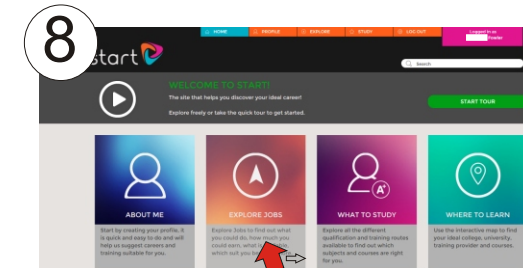 8
HOME PROFILE EXPLORE STUDY LOG OUT
Logged in as
start
Search
WELCOME TO START!
The site that helps you discover your ideal career!
Explore freely or take the quick tour to get started.
START TOUR
ABOUT ME
Start by creating your profile. It
is quick and easy to do and will
help us suggest careers and
training suitable for you.
EXPLORE JOBS
Explore Jobs to find out what
you could do, how much you
could earn, what
which suit you
A+
WHAT TO STUDY
Explore all the different
qualification and training routes
available to find out which
subjects and courses are right
for you.
WHERE TO LEARN
Use the interactive map to find
your ideal college, university,
training provider and courses.